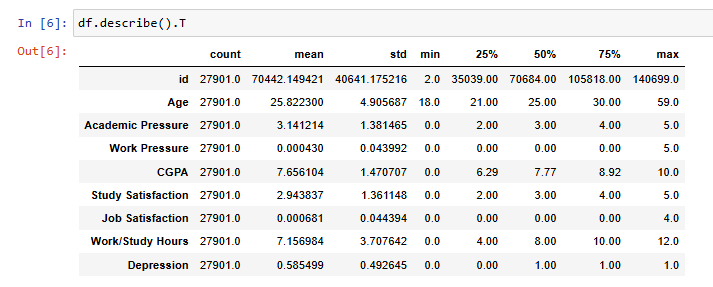 In [6]: df.describe().T
Out[6]:
count mean std min 25% 50% 75% max
id 27901.0 70442.149421 40641.175216 2.0 35039.00 70684.00 105818.00 140699.0
Age 27901.0 25.822300 4.905687 18.0 21.00 25.00 30.00 59.0
Academic Pressure 27901.0 3.141214 1.381465 0.0 2.00 3.00 4.00 5.0
Work Pressure 27901.0 0.000430 0.043992 0.0 0.00 0.00 0.00 5.0
CGPA 27901.0 7.656104 1.470707 0.0 6.29 7.77 8.92 10.0
Study Satisfaction 27901.0 2.943837 1.361148 0.0 2.00 3.00 4.00 5.0
Job Satisfaction 27901.0 0.000681 0.044394 0.0 0.00 0.00 0.00 4.0
Work/Study Hours 27901.0 7.156984 3.707642 0.0 4.00 8.00 10.00 12.0
Depression 27901.0 0.585499 0.492645 0.0 0.00 1.00 1.00 1.0